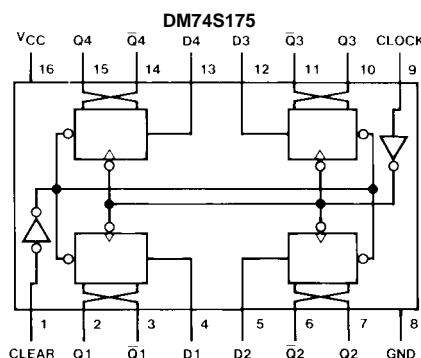 DM74S175
VCC Q4 Q̅4 D4 D3 Q̅3 Q3 CLOCK
16 15 14 13 12 11 10 9
1 2 3 4 5 6 7 8
CLEAR Q1 Q̅1 D1 D2 Q̅2 Q2 GND